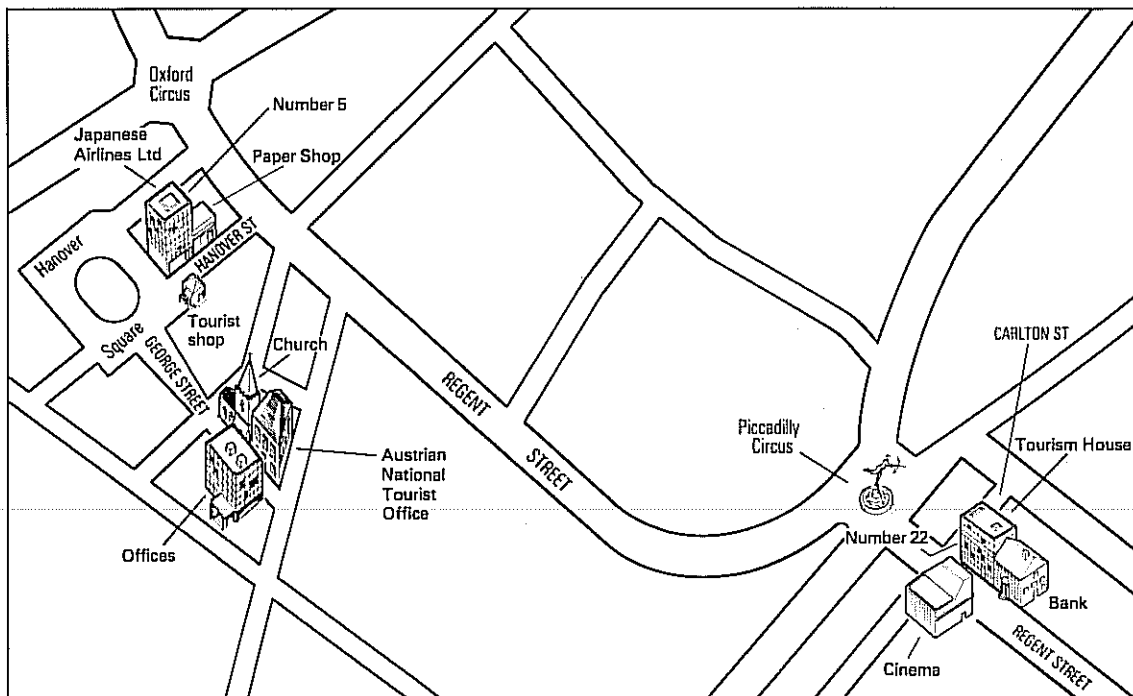 Oxford
Circus
Number 5
Japanese
Airlines Ltd
Paper Shop
Hanover
HANOVER ST
Square
Tourist
shop
GEORGE STREET
Church
REGENT
STREET
CARLTON ST
Piccadilly
Circus
Tourism House
Austrian
National
Tourist
Office
Offices
Number 22
Bank
Cinema
REGENT STREET